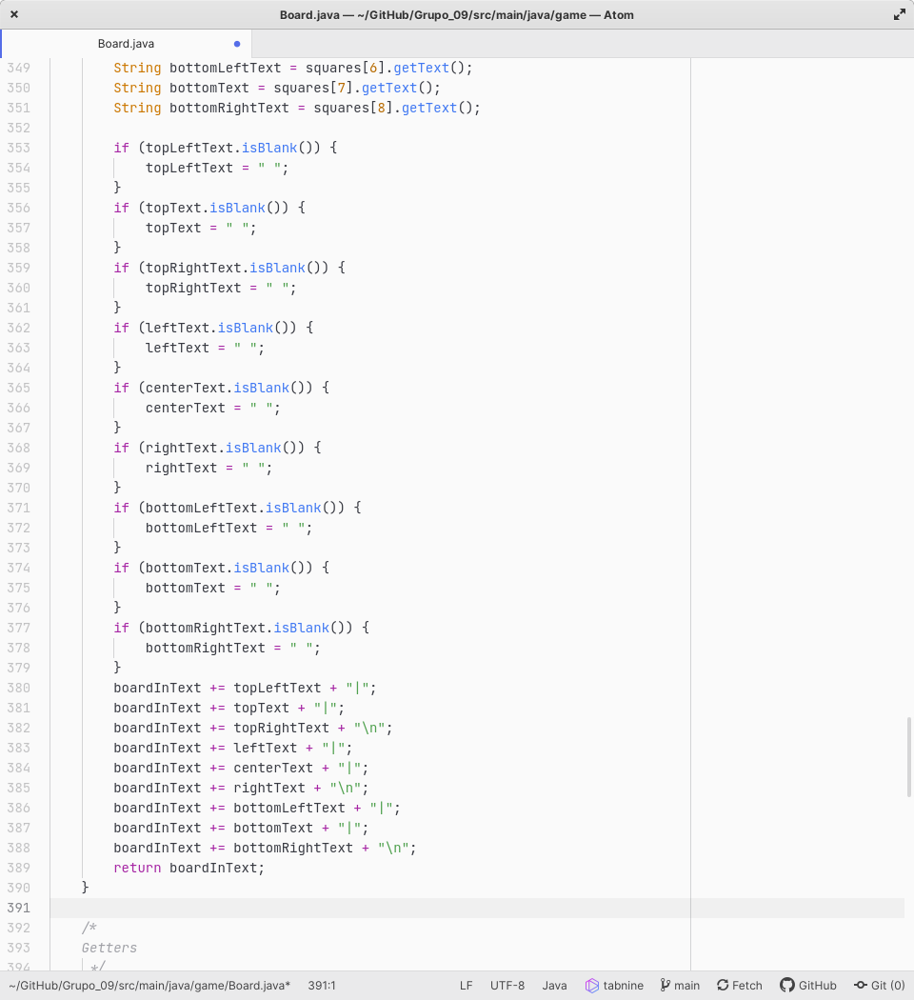 Board.java — ~/GitHub/Grupo_09/src/main/java/game — Atom
Board.java
349 String bottomLeftText = squares[6].getText();
350 String bottomText = squares[7].getText();
351 String bottomRightText = squares[8].getText();
352
353 if (topLeftText.isBlank()) {
354 topLeftText = " ";
355 }
356 if (topText.isBlank()) {
357 topText = " ";
358 }
359 if (topRightText.isBlank()) {
360 topRightText = " ";
361 }
362 if (leftText.isBlank()) {
363 leftText = " ";
364 }
365 if (centerText.isBlank()) {
366 centerText = " ";
367 }
368 if (rightText.isBlank()) {
369 rightText = " ";
370 }
371 if (bottomLeftText.isBlank()) {
372 bottomLeftText = " ";
373 }
374 if (bottomText.isBlank()) {
375 bottomText = " ";
376 }
377 if (bottomRightText.isBlank()) {
378 bottomRightText = " ";
379 }
380 boardInText += topLeftText + "|";
381 boardInText += topText + "|";
382 boardInText += topRightText + "\n";
383 boardInText += leftText + "|";
384 boardInText += centerText + "|";
385 boardInText += rightText + "\n";
386 boardInText += bottomLeftText + "|";
387 boardInText += bottomText + "|";
388 boardInText += bottomRightText + "\n";
389 return boardInText;
390 }
391
392 /*
393 Getters
394 */
~/GitHub/Grupo_09/src/main/java/game/Board.java* 391:1 LF UTF-8 Java tabnine main Fetch GitHub Git (0)